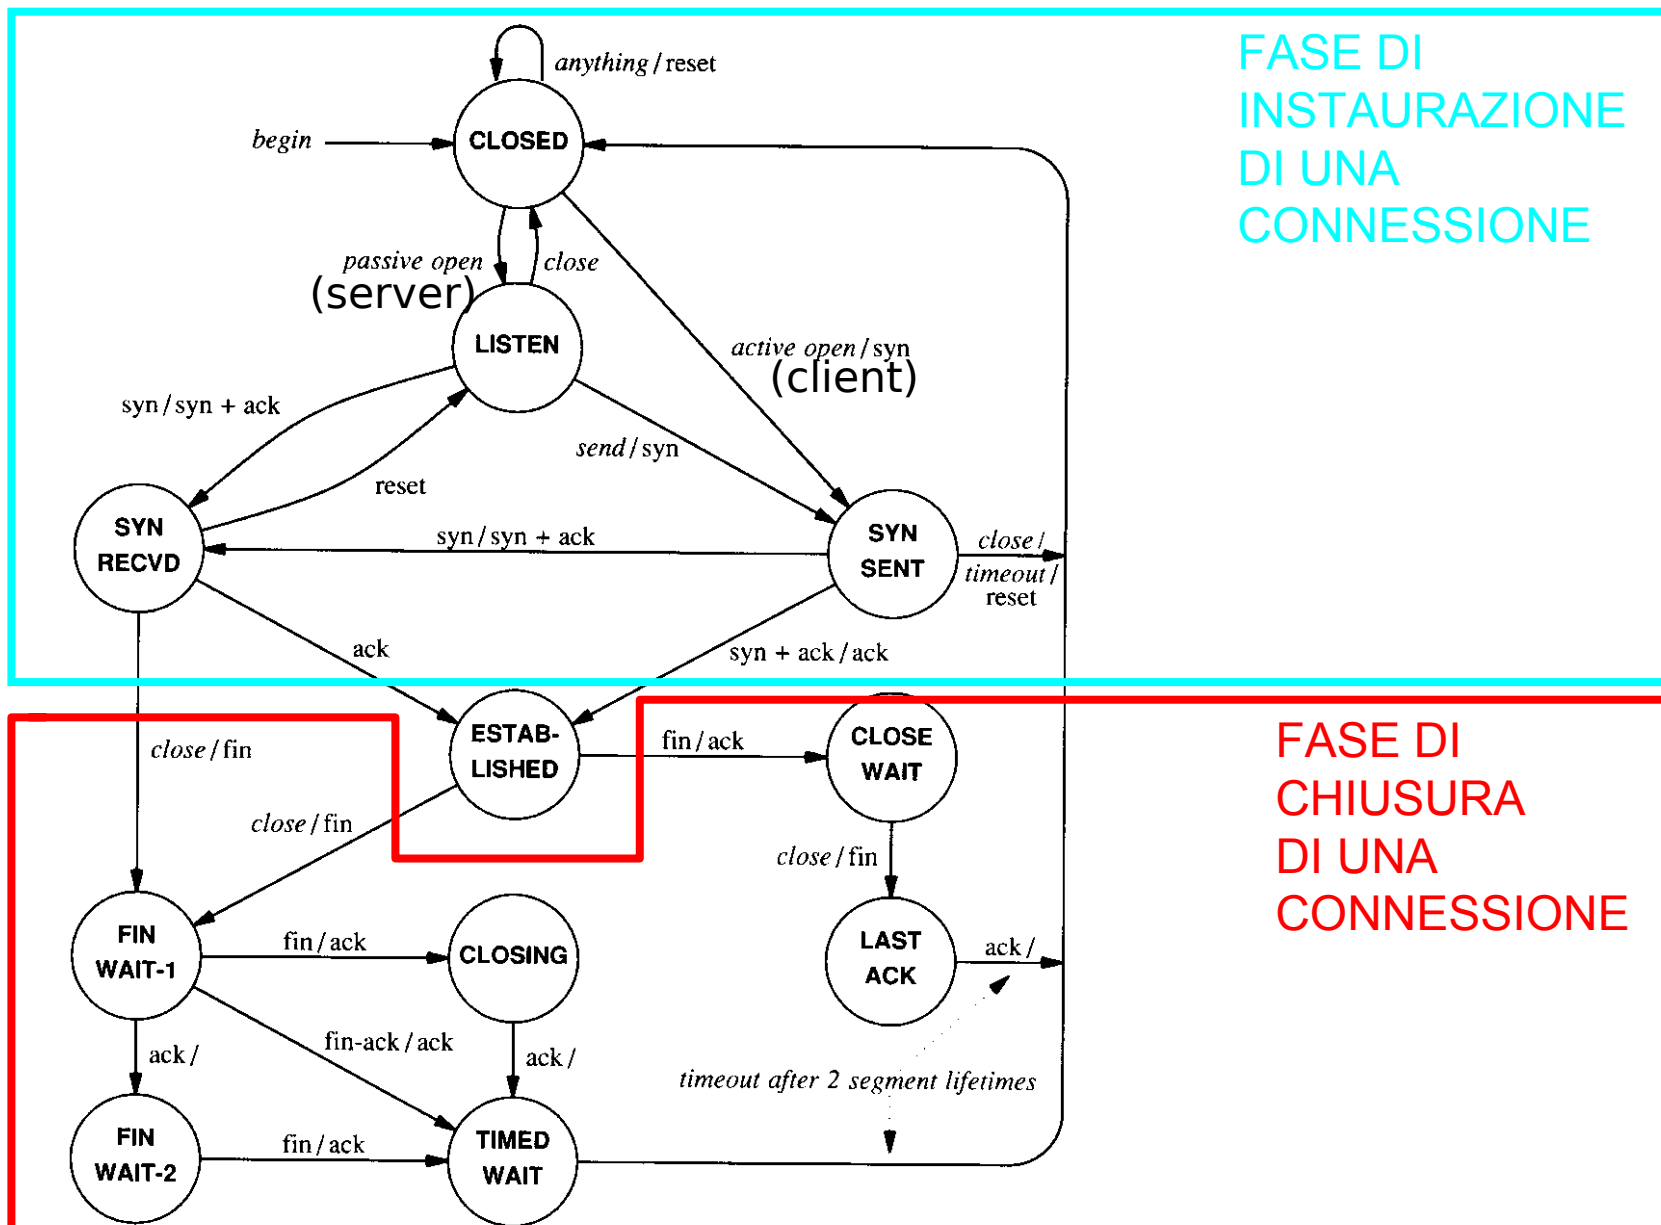 FASE DI
INSTAURAZIONE
DI UNA
CONNESSIONE
anything / reset
begin
CLOSED
passive open
(server)
close
LISTEN
active open / syn
(client)
syn / syn + ack
send / syn
reset
SYN
RECVD
syn / syn + ack
SYN
SENT
close /
timeout /
reset
ack
syn + ack / ack
FASE DI
CHIUSURA
DI UNA
CONNESSIONE
close / fin
ESTAB-
LISHED
fin / ack
CLOSE
WAIT
close / fin
close / fin
FIN
WAIT-1
fin / ack
CLOSING
LAST
ACK
ack /
ack /
fin-ack / ack
ack /
timeout after 2 segment lifetimes
FIN
WAIT-2
fin / ack
TIMED
WAIT